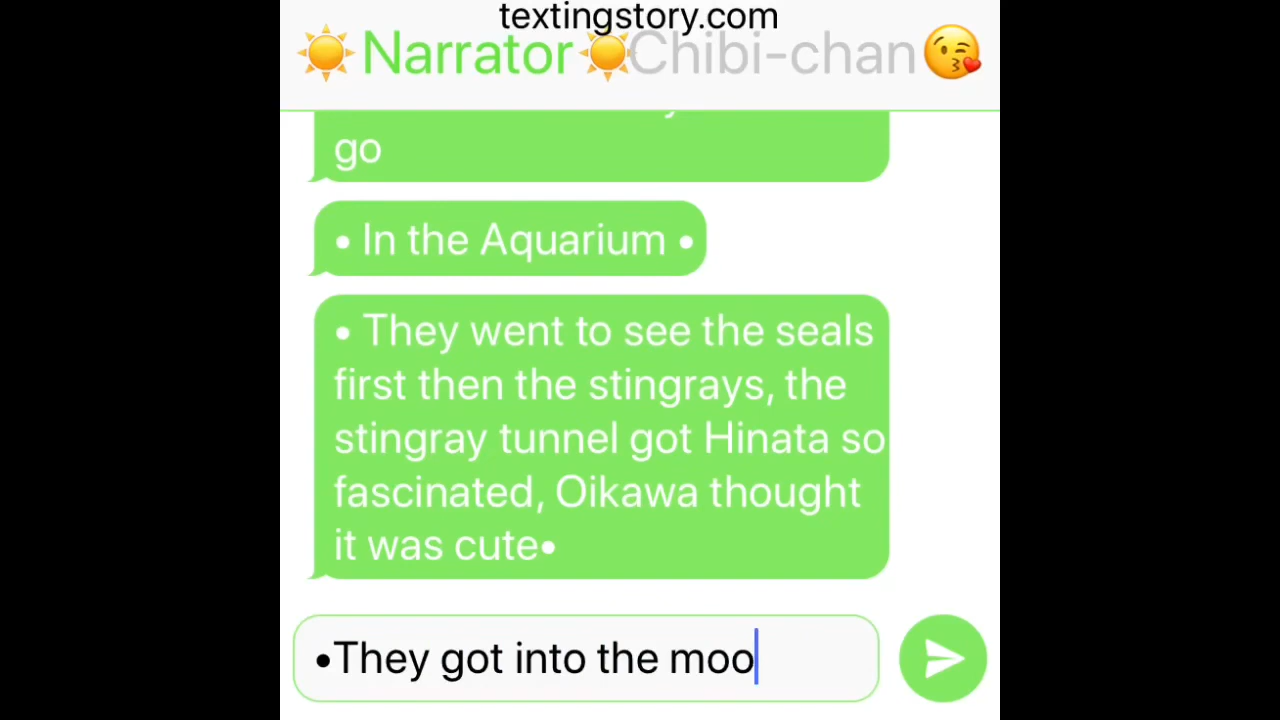 textingstory.com
☀️Narrator☀️Chibi-chan😘
go
• In the Aquarium •
• They went to see the seals
first then the stingrays, the
stingray tunnel got Hinata so
fascinated, Oikawa thought
it was cute•
•They got into the moo